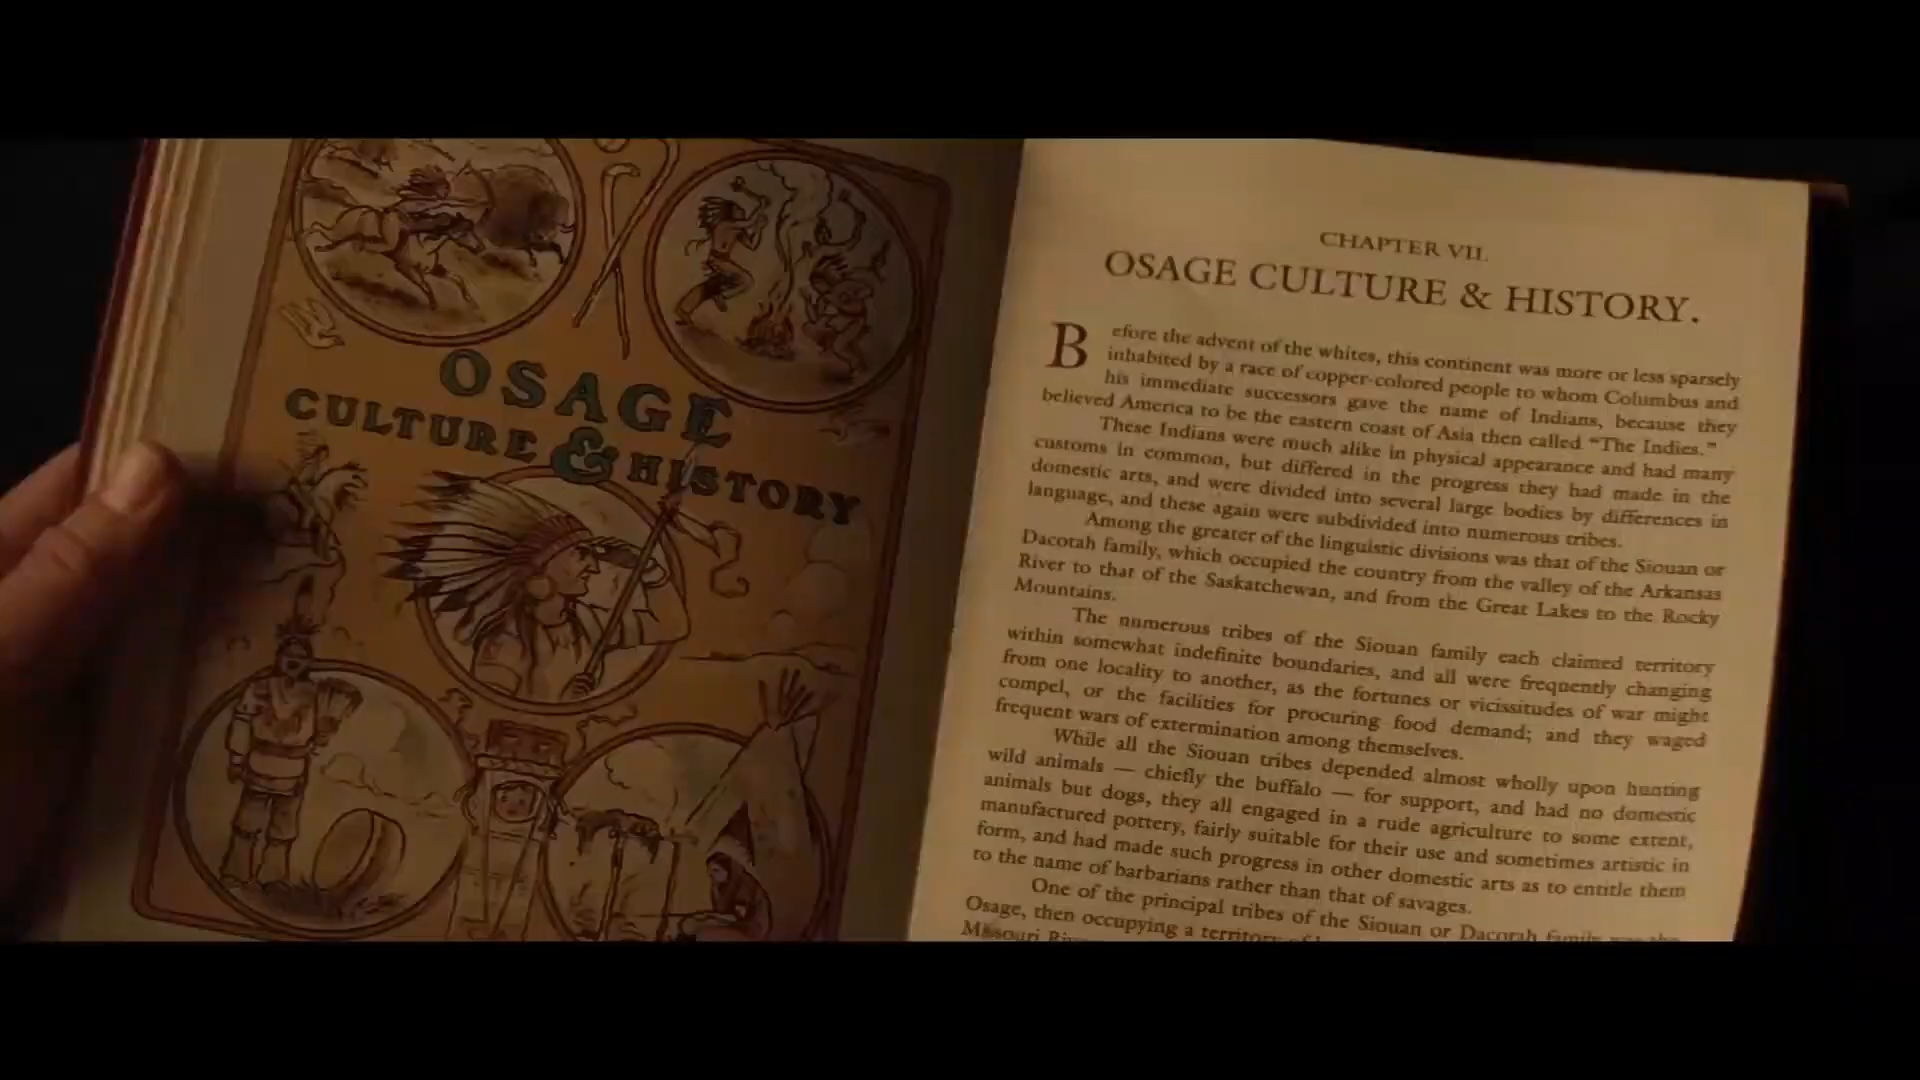 OSAGE
CULTURE & HISTORY
CHAPTER VII.
OSAGE CULTURE & HISTORY.
Before the advent of the whites, this continent was more or less sparsely
inhabited by a race of copper-colored people to whom Columbus and
his immediate successors gave the name of Indians, because they
believed America to be the eastern coast of Asia then called “The Indies.”
These Indians were much alike in physical appearance and had many
customs in common, but differed in the progress they had made in the
domestic arts, and were divided into several large bodies by differences in
language, and these again were subdivided into numerous tribes.
Among the greater of the linguistic divisions was that of the Siouan or
Dacotah family, which occupied the country from the valley of the Arkansas
River to that of the Saskatchewan, and from the Great Lakes to the Rocky
Mountains.
The numerous tribes of the Siouan family each claimed territory
within somewhat indefinite boundaries, and all were frequently changing
from one locality to another, as the fortunes or vicissitudes of war might
compel, or the facilities for procuring food demand; and they waged
frequent wars of extermination among themselves.
While all the Siouan tribes depended almost wholly upon hunting
wild animals — chiefly the buffalo — for support, and had no domestic
animals but dogs, they all engaged in a rude agriculture to some extent,
manufactured pottery, fairly suitable for their use and sometimes artistic in
form, and had made such progress in other domestic arts as to entitle them
to the name of barbarians rather than that of savages.
One of the principal tribes of the Siouan or Dacotah family was the
Osage, then occupying a territory of
Missouri